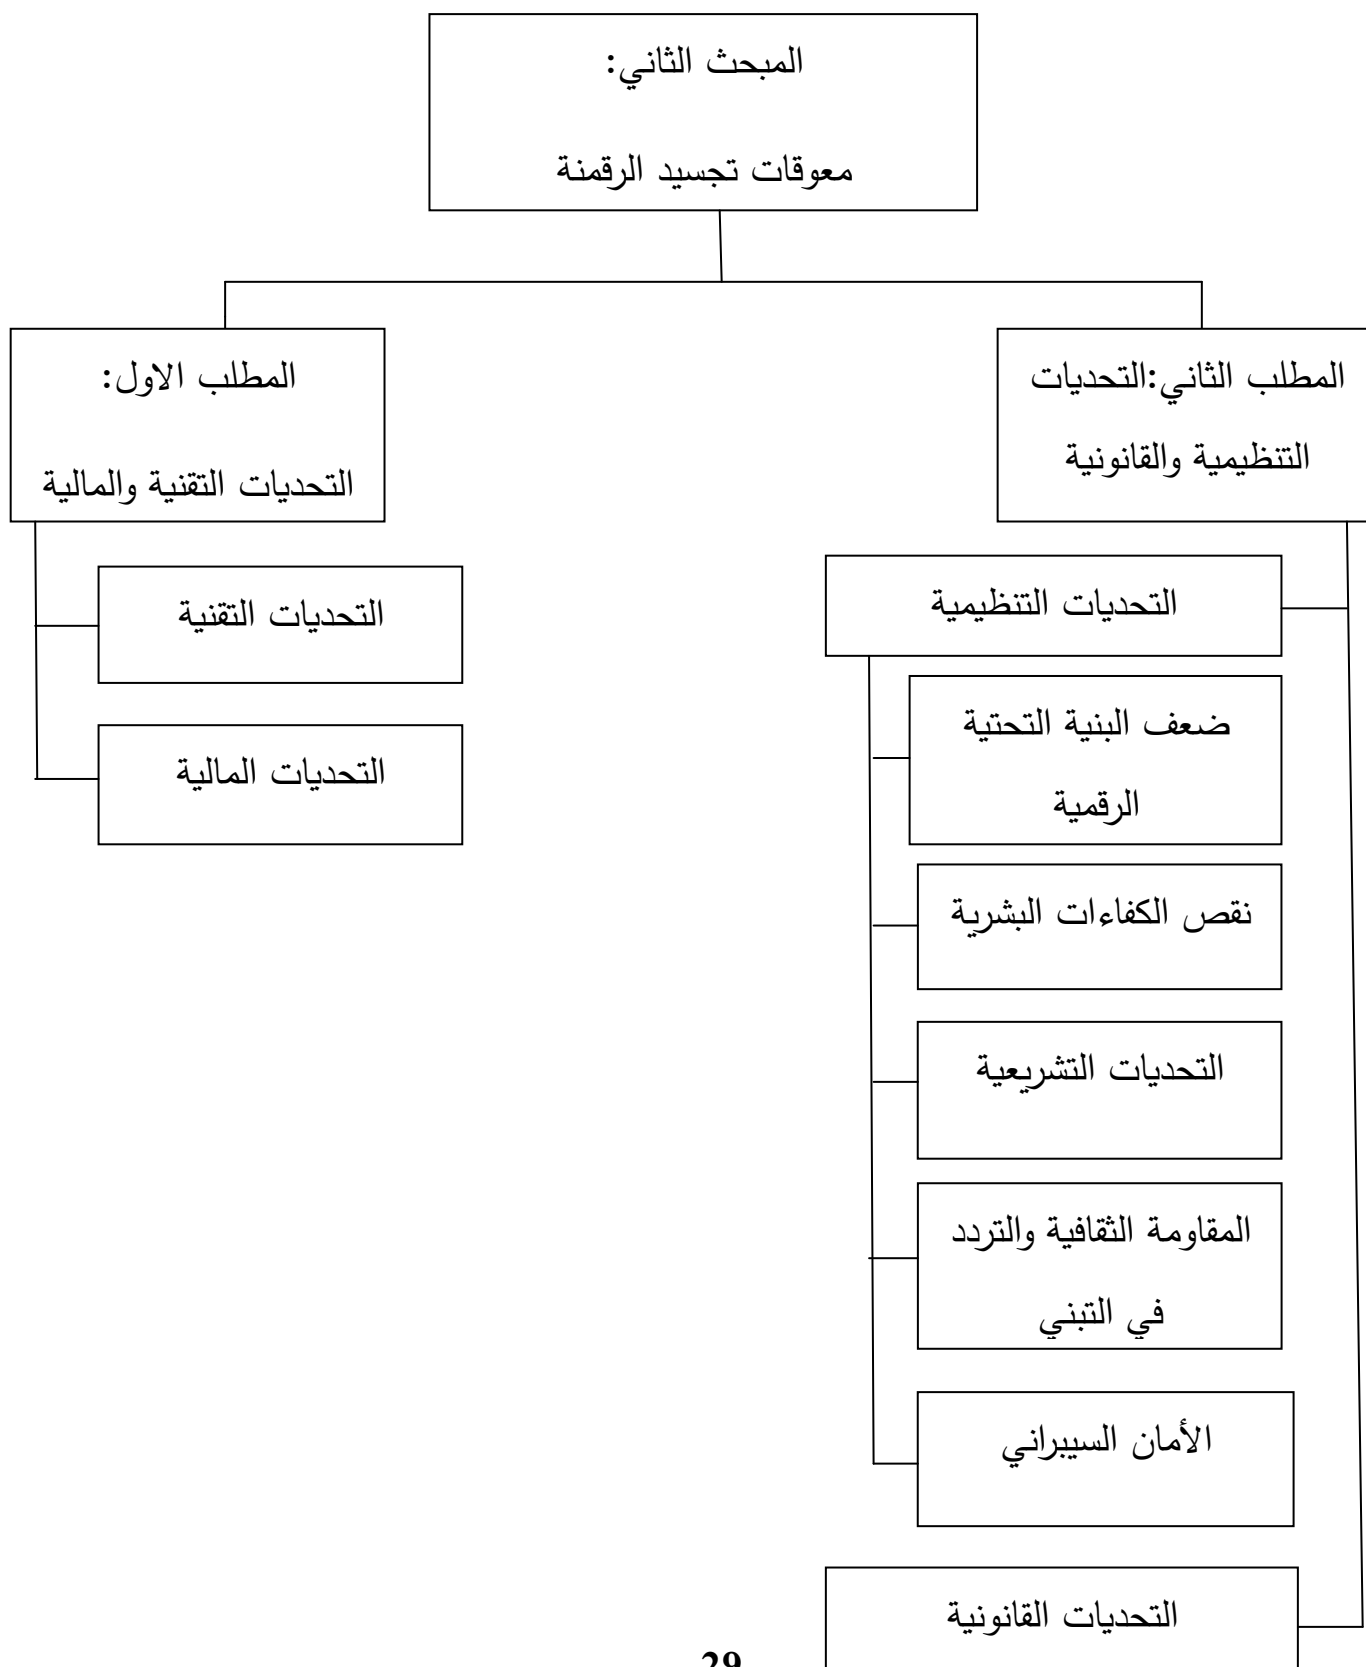 المبحث الثاني:
معوقات تجسيد الرقمنة
المطلب الاول:
التحديات التقنية والمالية
التحديات التقنية
التحديات المالية
المطلب الثاني:التحديات
التنظيمية والقانونية
التحديات التنظيمية
ضعف البنية التحتية
الرقمية
نقص الكفاءات البشرية
التحديات التشريعية
المقاومة الثقافية والتردد
في التبني
الأمان السيبراني
التحديات القانونية
29